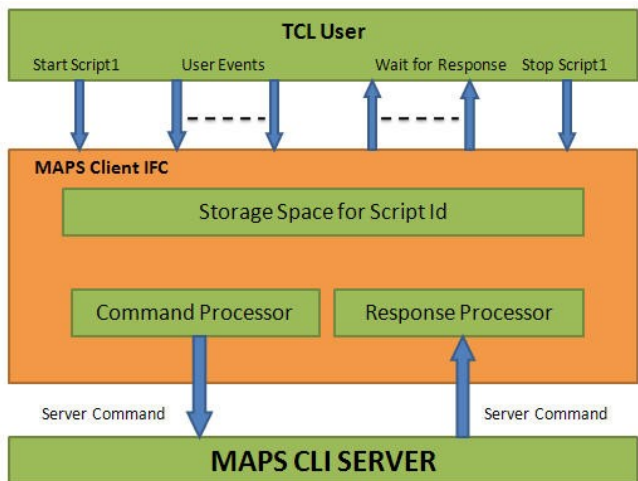 TCL User
Start Script1 User Events Wait for Response Stop Script1
MAPS Client IFC
Storage Space for Script Id
Command Processor Response Processor
Server Command Server Command
MAPS CLI SERVER